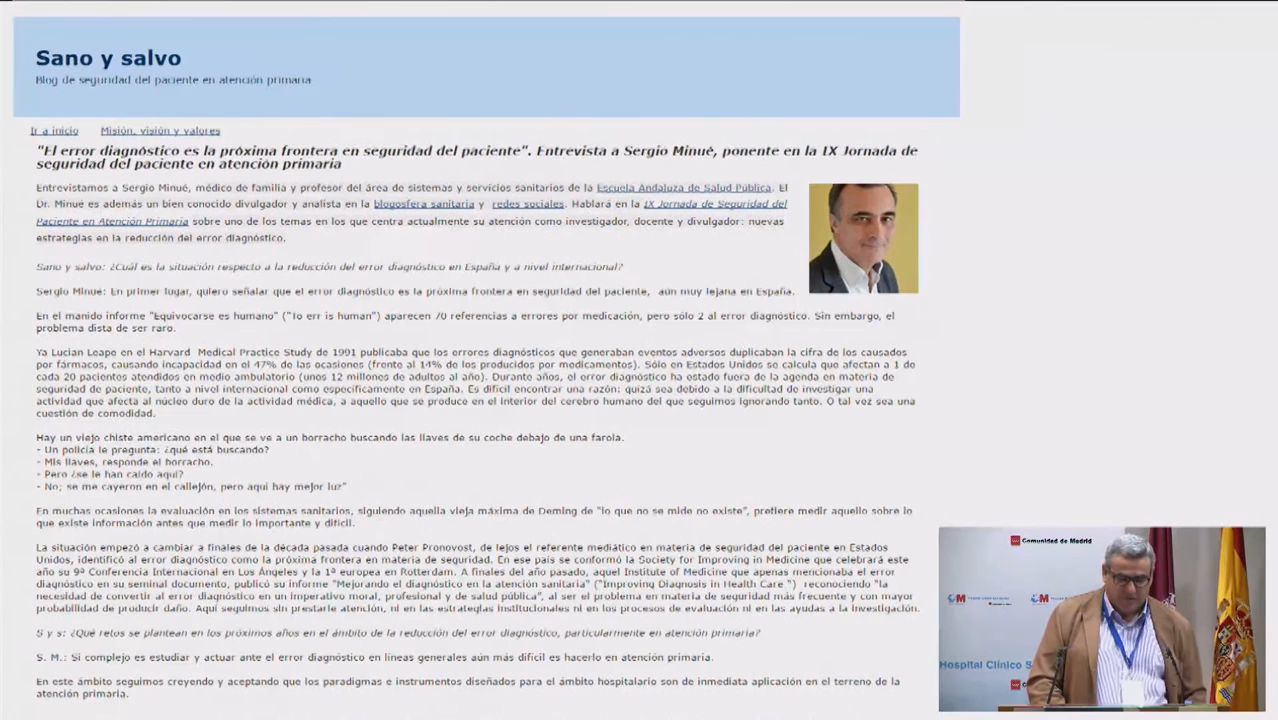 Sano y salvo
Blog de seguridad del paciente en atención primaria
Ir a inicio Misión, visión y valores
"El error diagnóstico es la próxima frontera en seguridad del paciente". Entrevista a Sergio Minué, ponente en la IX Jornada de
seguridad del paciente en atención primaria
Entrevistamos a Sergio Minué, médico de familia y profesor del área de sistemas y servicios sanitarios de la Escuela Andaluza de Salud Pública. El
Dr. Minué es además un bien conocido divulgador y analista en la blogosfera sanitaria y redes sociales. Hablará en la IX Jornada de Seguridad del
Paciente en Atención Primaria sobre uno de los temas en los que centra actualmente su atención como investigador, docente y divulgador: nuevas
estrategias en la reducción del error diagnóstico.
Sano y salvo: ¿Cuál es la situación respecto a la reducción del error diagnóstico en España y a nivel internacional?
Sergio Minué: En primer lugar, quiero señalar que el error diagnóstico es la próxima frontera en seguridad del paciente, aún muy lejana en España.
En el manido informe "Equivocarse es humano" ("To err is human") aparecen 70 referencias a errores por medicación, pero sólo 2 al error diagnóstico. Sin embargo, el
problema dista de ser raro.
Ya Lucian Leape en el Harvard Medical Practice Study de 1991 publicaba que los errores diagnósticos que generaban eventos adversos duplicaban la cifra de los causados
por fármacos, causando incapacidad en el 47% de las ocasiones (frente al 14% de los producidos por medicamentos). Sólo en Estados Unidos se calcula que afectan a 1 de
cada 20 pacientes atendidos en medio ambulatorio (unos 12 millones de adultos al año). Durante años, el error diagnóstico ha estado fuera de la agenda en materia de
seguridad de paciente, tanto a nivel internacional como específicamente en España. Es difícil encontrar una razón: quizá sea debido a la dificultad de investigar una
actividad que afecta al núcleo duro de la actividad médica, a aquello que se produce en el interior del cerebro humano del que seguimos ignorando tanto. O tal vez sea una
cuestión de comodidad.
Hay un viejo chiste americano en el que se ve a un borracho buscando las llaves de su coche debajo de una farola.
- Un policía le pregunta: ¿qué está buscando?
- Mis llaves, responde el borracho.
- Pero ¿se le han caído aquí?
- No; se me cayeron en el callejón, pero aquí hay mejor luz"
En muchas ocasiones la evaluación en los sistemas sanitarios, siguiendo aquella vieja máxima de Deming de "lo que no se mide no existe", prefiere medir aquello sobre lo
que existe información antes que medir lo importante y difícil.
La situación empezó a cambiar a finales de la década pasada cuando Peter Pronovost, de lejos el referente mediático en materia de seguridad del paciente en Estados
Unidos, identificó al error diagnóstico como la próxima frontera en materia de seguridad. En ese país se conformó la Society for Improving in Medicine que celebrará este
año su 9ª Conferencia Internacional en Los Ángeles y la 1ª europea en Rotterdam. A finales del año pasado, aquel Institute of Medicine que apenas mencionaba el error
diagnóstico en su seminal documento, publicó su informe "Mejorando el diagnóstico en la atención sanitaria" ("Improving Diagnosis in Health Care ") reconociendo "la
necesidad de convertir al error diagnóstico en un imperativo moral, profesional y de salud pública", al ser el problema en materia de seguridad más frecuente y con mayor
probabilidad de producir daño. Aquí seguimos sin prestarle atención, ni en las estrategias institucionales ni en los procesos de evaluación ni en las ayudas a la investigación.
S y s: ¿Qué retos se plantean en los próximos años en el ámbito de la reducción del error diagnóstico, particularmente en atención primaria?
S. M.: Si complejo es estudiar y actuar ante el error diagnóstico en líneas generales aún más difícil es hacerlo en atención primaria.
En este ámbito seguimos creyendo y aceptando que los paradigmas e instrumentos diseñados para el ámbito hospitalario son de inmediata aplicación en el terreno de la
atención primaria.
Comunidad de Madrid
Hospital Clínico S